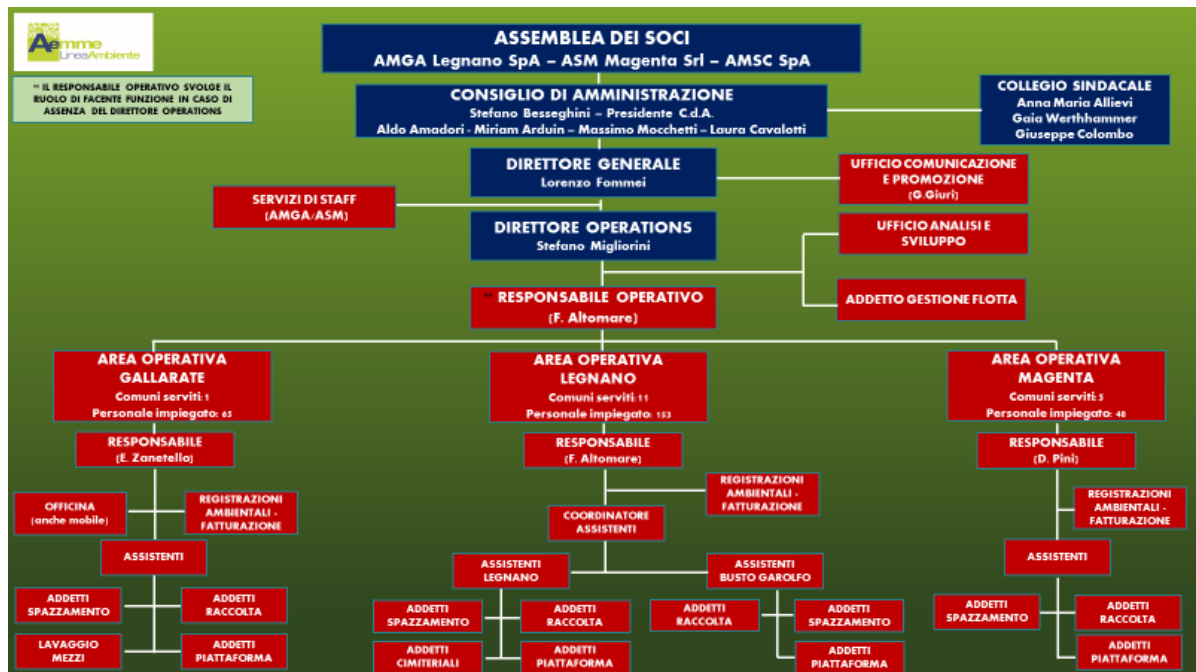 Aemme
LineaAmbiente
** IL RESPONSABILE OPERATIVO SVOLGE IL
RUOLO DI FACENTE FUNZIONE IN CASO DI
ASSENZA DEL DIRETTORE OPERATIONS
ASSEMBLEA DEI SOCI
AMGA Legnano SpA – ASM Magenta Srl – AMSC SpA
CONSIGLIO DI AMMINISTRAZIONE
Stefano Besseghini – Presidente C.d.A.
Aldo Amadori - Miriam Arduin – Massimo Mocchetti – Laura Cavalotti
COLLEGIO SINDACALE
Anna Maria Allievi
Gaia Werthhammer
Giuseppe Colombo
DIRETTORE GENERALE
Lorenzo Fommei
UFFICIO COMUNICAZIONE
E PROMOZIONE
(G.Giuri)
SERVIZI DI STAFF
(AMGA/ASM)
DIRETTORE OPERATIONS
Stefano Migliorini
UFFICIO ANALISI E
SVILUPPO
ADDETTO GESTIONE FLOTTA
** RESPONSABILE OPERATIVO
(F. Altomare)
AREA OPERATIVA
GALLARATE
Comuni serviti: 1
Personale impiegato: 65
RESPONSABILE
(E. Zanetello)
OFFICINA
(anche mobile)
REGISTRAZIONI
AMBIENTALI -
FATTURAZIONE
ASSISTENTI
ADDETTI
SPAZZAMENTO
ADDETTI
RACCOLTA
LAVAGGIO
MEZZI
ADDETTI
PIATTAFORMA
AREA OPERATIVA
LEGNANO
Comuni serviti: 11
Personale impiegato: 153
RESPONSABILE
(F. Altomare)
REGISTRAZIONI
AMBIENTALI -
FATTURAZIONE
COORDINATORE
ASSISTENTI
ASSISTENTI
LEGNANO
ADDETTI
SPAZZAMENTO
ADDETTI
RACCOLTA
ADDETTI
CIMITERIALI
ADDETTI
PIATTAFORMA
ASSISTENTI
BUSTO GAROLFO
ADDETTI
RACCOLTA
ADDETTI
SPAZZAMENTO
ADDETTI
PIATTAFORMA
AREA OPERATIVA
MAGENTA
Comuni serviti: 5
Personale impiegato: 48
RESPONSABILE
(D. Pini)
REGISTRAZIONI
AMBIENTALI -
FATTURAZIONE
ASSISTENTI
ADDETTI
SPAZZAMENTO
ADDETTI
RACCOLTA
ADDETTI
PIATTAFORMA